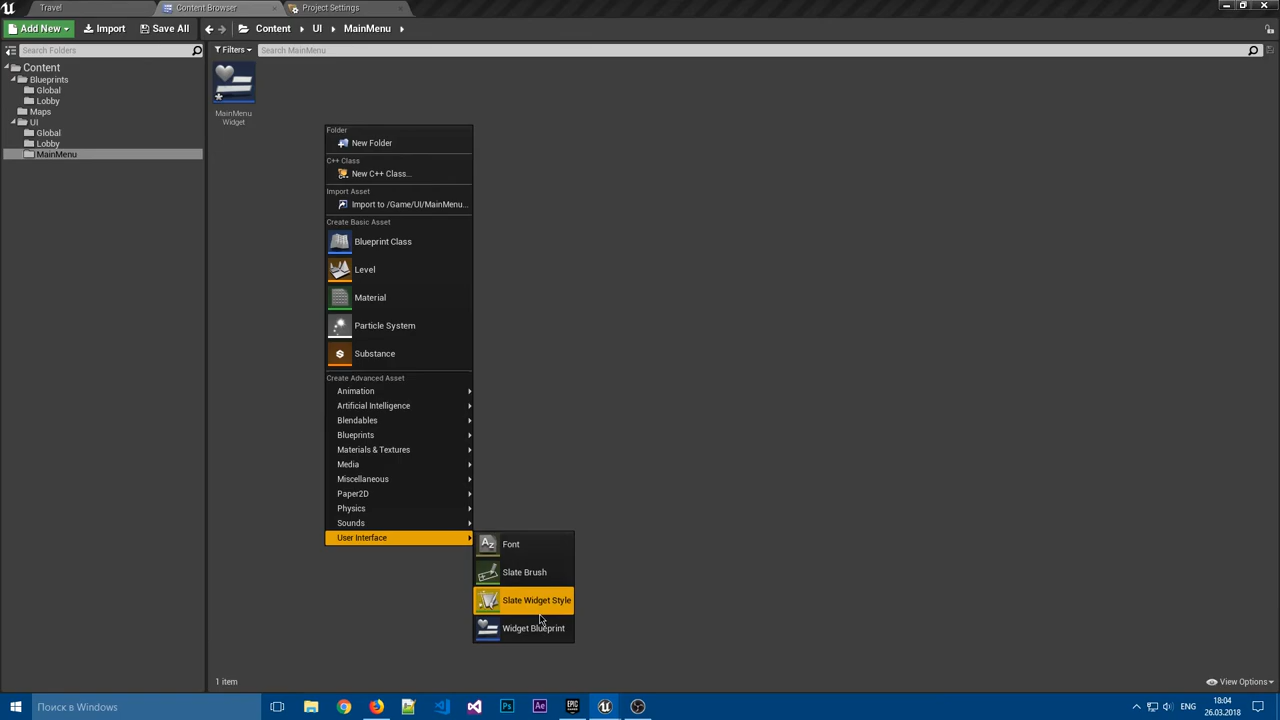 Travel
Content Browser
Project Settings
Add New
Import
Save All
Content
UI
MainMenu
Search Folders
Filters
Search MainMenu
Content
Blueprints
Global
Lobby
Maps
UI
Global
Lobby
MainMenu
MainMenu
Widget
Folder
New Folder
C++ Class
New C++ Class...
Import Asset
Import to /Game/UI/MainMenu...
Create Basic Asset
Blueprint Class
Level
Material
Particle System
Substance
Create Advanced Asset
Animation
Artificial Intelligence
Blendables
Blueprints
Materials & Textures
Media
Miscellaneous
Paper2D
Physics
Sounds
User Interface
Font
Slate Brush
Slate Widget Style
Widget Blueprint
1 item
View Options
Поиск в Windows
Ps
Ae
EPIC
GAMES
18:04
26.03.2018